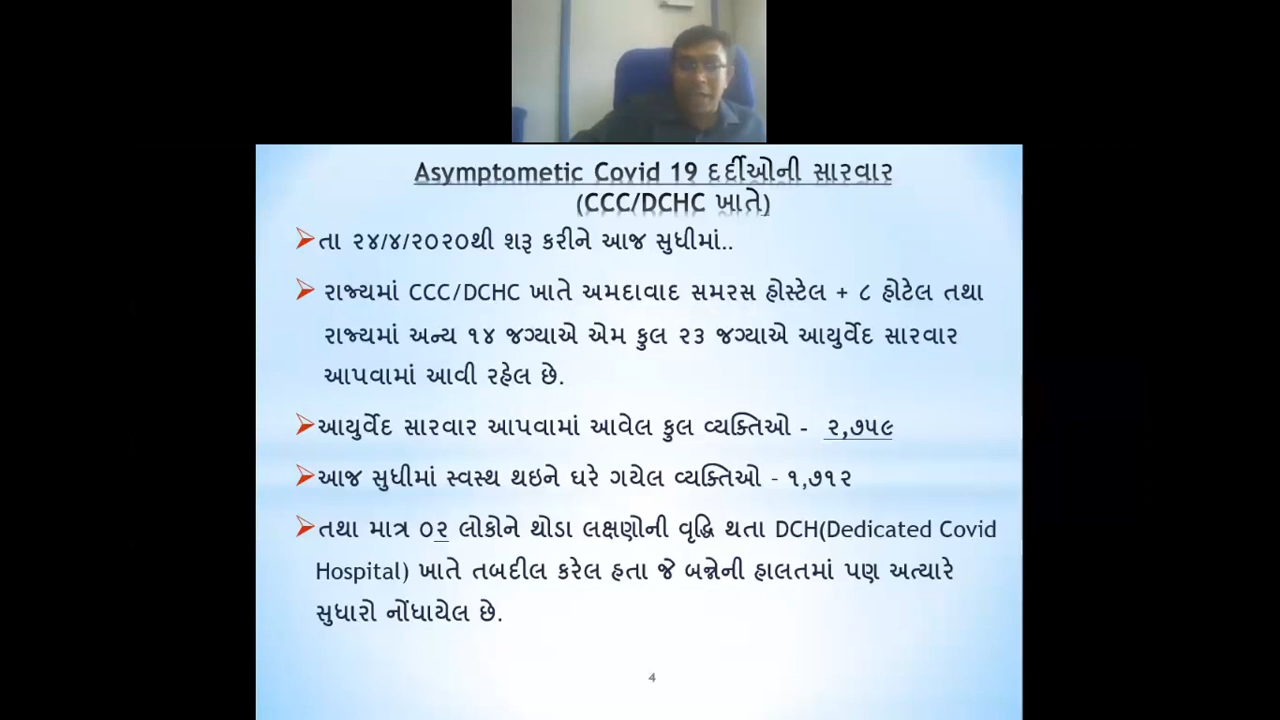 Asymptometic Covid 19 દર્દીઓની સારવાર
(CCC/DCHC ખાતે)
➢તા ૨૪/૪/૨૦૨૦થી શરૂ કરીને આજ સુધીમાં..
➢ રાજ્યમાં CCC/DCHC ખાતે અમદાવાદ સમરસ હોસ્ટેલ + ૮ હોટેલ તથા
રાજ્યમાં અન્ય ૧૪ જગ્યાએ એમ કુલ ૨૩ જગ્યાએ આયુર્વેદ સારવાર
આપવામાં આવી રહેલ છે.
➢આયુર્વેદ સારવાર આપવામાં આવેલ કુલ વ્યક્તિઓ - ૨,૭૫૯
➢આજ સુધીમાં સ્વસ્થ થઇને ઘરે ગયેલ વ્યક્તિઓ - ૧,૭૧૨
➢તથા માત્ર ૦૨ લોકોને થોડા લક્ષણોની વૃદ્ધિ થતા DCH(Dedicated Covid
Hospital) ખાતે તબદીલ કરેલ હતા જે બન્નેની હાલતમાં પણ અત્યારે
સુધારો નોંધાયેલ છે.
4